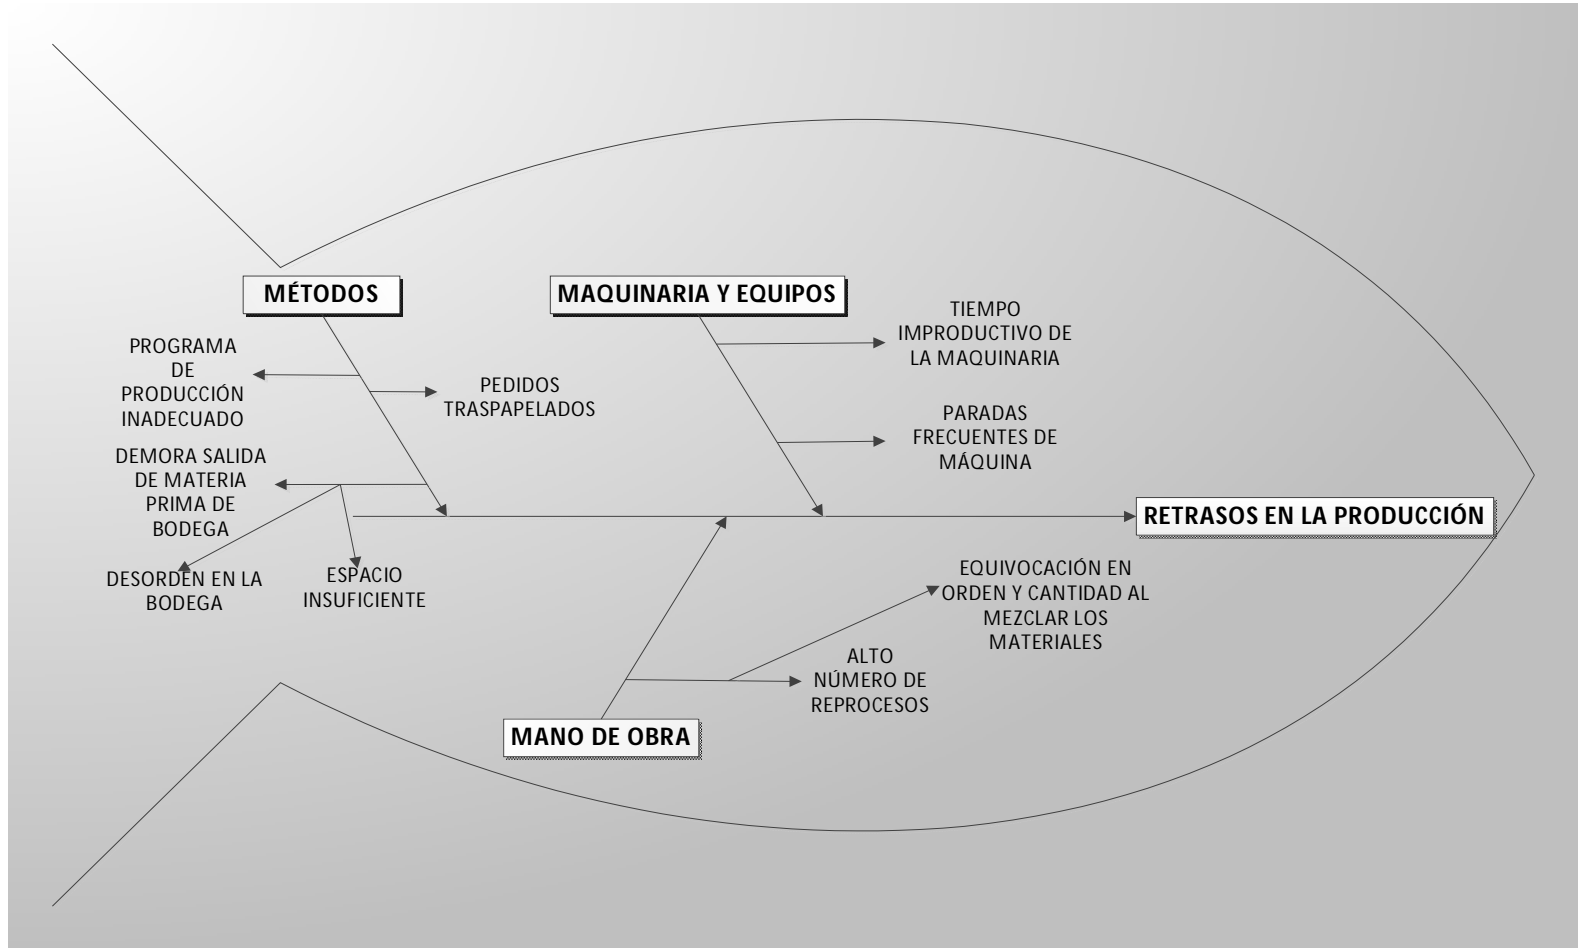 MÉTODOS
MAQUINARIA Y EQUIPOS
PROGRAMA
DE
PRODUCCIÓN
INADECUADO
PEDIDOS
TRASPAPELADOS
TIEMPO
IMPRODUCTIVO DE
LA MAQUINARIA
PARADAS
FRECUENTES DE
MÁQUINA
DEMORA SALIDA
DE MATERIA
PRIMA DE
BODEGA
DESORDEN EN LA
BODEGA
ESPACIO
INSUFICIENTE
RETRASOS EN LA PRODUCCIÓN
EQUIVOCACIÓN EN
ORDEN Y CANTIDAD AL
MEZCLAR LOS
MATERIALES
ALTO
NÚMERO DE
REPROCESOS
MANO DE OBRA